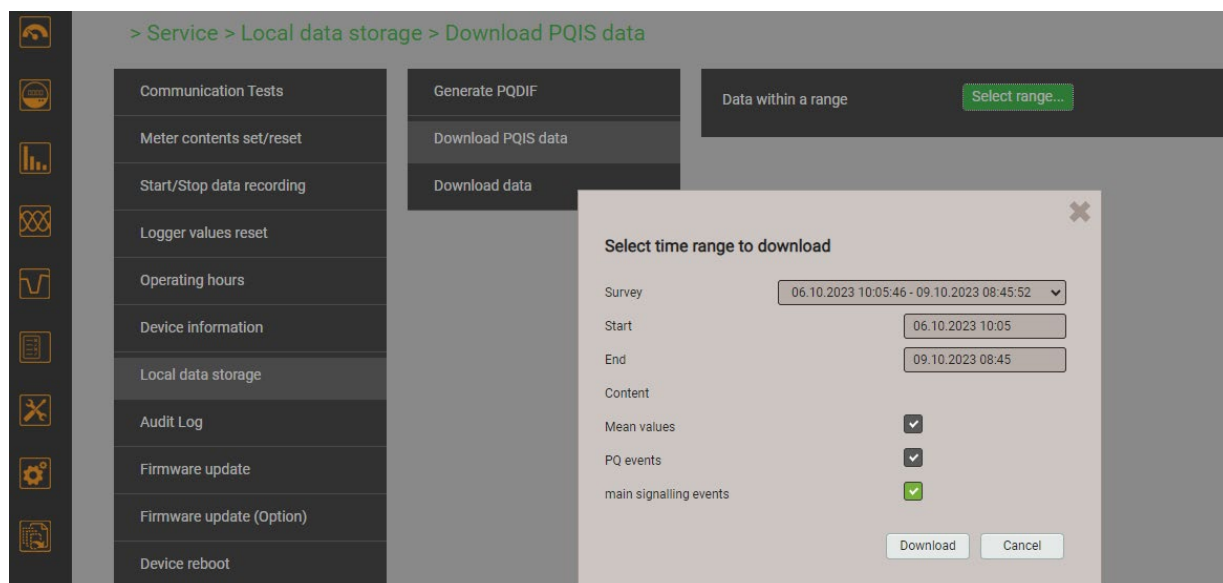 > Service > Local data storage > Download PQIS data
Communication Tests
Meter contents set/reset
Start/Stop data recording
Logger values reset
Operating hours
Device information
Local data storage
Audit Log
Firmware update
Firmware update (Option)
Device reboot
Generate PQDIF
Download PQIS data
Download data
Data within a range
Select range...
Select time range to download
Survey 06.10.2023 10:05:46 - 09.10.2023 08:45:52
Start 06.10.2023 10:05
End 09.10.2023 08:45
Content
Mean values
PQ events
main signalling events
Download Cancel